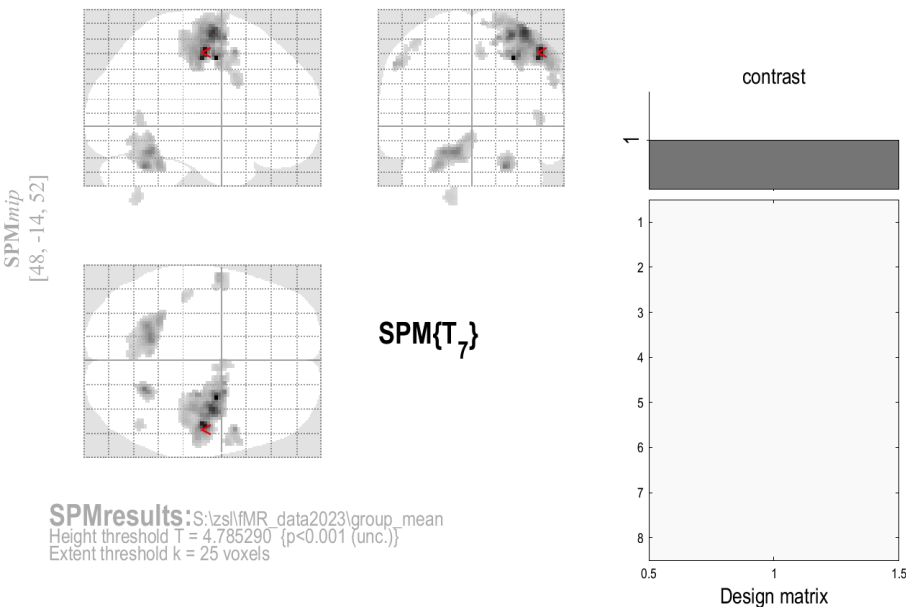 SPMmip
[48, -14, 52]
SPM{T7}
SPMresults: S:\zsl\fMR_data2023\group_mean
Height threshold T = 4.785290 {p<0.001 (unc.)}
Extent threshold k = 25 voxels
contrast
1
1
2
3
4
5
6
7
8
0.5 1 1.5
Design matrix